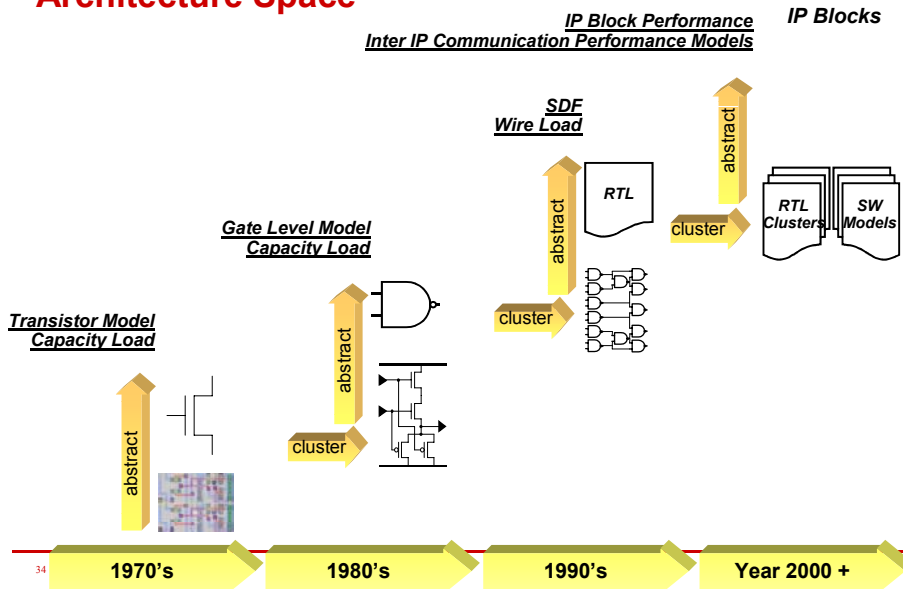 Architecture Space
IP Block Performance
Inter IP Communication Performance Models
IP Blocks
SDF
Wire Load
abstract
RTL
abstract
cluster
RTL
Clusters
SW
Models
Gate Level Model
Capacity Load
abstract
cluster
Transistor Model
Capacity Load
abstract
cluster
34
1970's
1980's
1990's
Year 2000 +